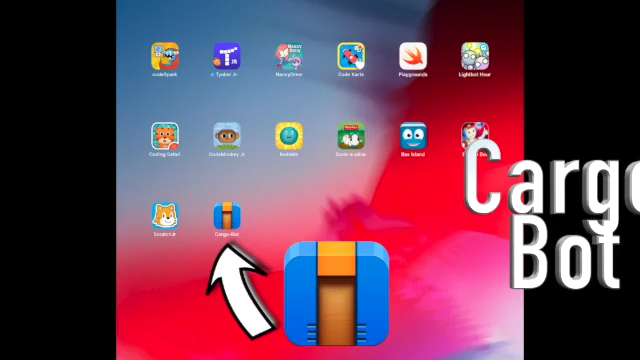 codeSpark
Tynker Jr.
NancyDrew
Code Karts
Playgrounds
Lightbot Hour
Coding Safari
CodeMonkey Jr
Kodable
Code-a-pillar
Box Island
ScratchJr
Cargo-Bot
Cargo
Bot